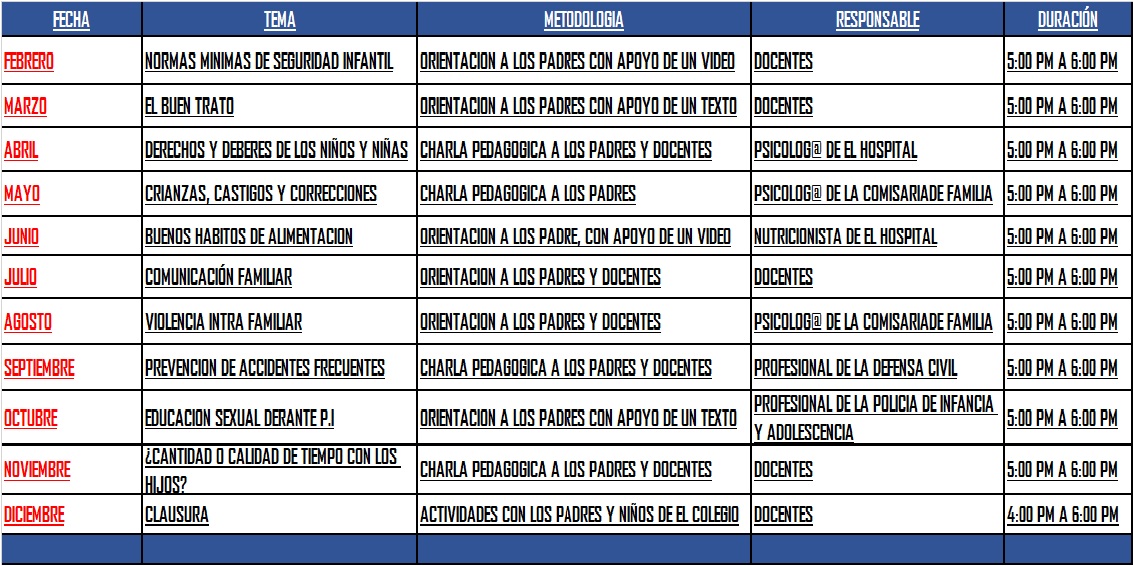 FECHA TEMA METODOLOGIA RESPONSABLE DURACIÓN
FEBRERO NORMAS MINIMAS DE SEGURIDAD INFANTIL ORIENTACION A LOS PADRES CON APOYO DE UN VIDEO DOCENTES 5:00 PM A 6:00 PM
MARZO EL BUEN TRATO ORIENTACION A LOS PADRES CON APOYO DE UN TEXTO DOCENTES 5:00 PM A 6:00 PM
ABRIL DERECHOS Y DEBERES DE LOS NIÑOS Y NIÑAS CHARLA PEDAGOGICA A LOS PADRES Y DOCENTES PSICOLOG@ DE EL HOSPITAL 5:00 PM A 6:00 PM
MAYO CRIANZAS, CASTIGOS Y CORRECCIONES CHARLA PEDAGOGICA A LOS PADRES PSICOLOG@ DE LA COMISARIADE FAMILIA 5:00 PM A 6:00 PM
JUNIO BUENOS HABITOS DE ALIMENTACION ORIENTACION A LOS PADRE, CON APOYO DE UN VIDEO NUTRICIONISTA DE EL HOSPITAL 5:00 PM A 6:00 PM
JULIO COMUNICACIÓN FAMILIAR ORIENTACION A LOS PADRES Y DOCENTES DOCENTES 5:00 PM A 6:00 PM
AGOSTO VIOLENCIA INTRA FAMILIAR ORIENTACION A LOS PADRES Y DOCENTES PSICOLOG@ DE LA COMISARIADE FAMILIA 5:00 PM A 6:00 PM
SEPTIEMBRE PREVENCION DE ACCIDENTES FRECUENTES CHARLA PEDAGOGICA A LOS PADRES Y DOCENTES PROFESIONAL DE LA DEFENSA CIVIL 5:00 PM A 6:00 PM
OCTUBRE EDUCACION SEXUAL DERANTE P.I ORIENTACION A LOS PADRES CON APOYO DE UN TEXTO PROFESIONAL DE LA POLICIA DE INFANCIA
Y ADOLESCENCIA 5:00 PM A 6:00 PM
NOVIEMBRE ¿CANTIDAD O CALIDAD DE TIEMPO CON LOS
HIJOS? CHARLA PEDAGOGICA A LOS PADRES Y DOCENTES DOCENTES 5:00 PM A 6:00 PM
DICIEMBRE CLAUSURA ACTIVIDADES CON LOS PADRES Y NIÑOS DE EL COLEGIO DOCENTES 4:00 PM A 6:00 PM